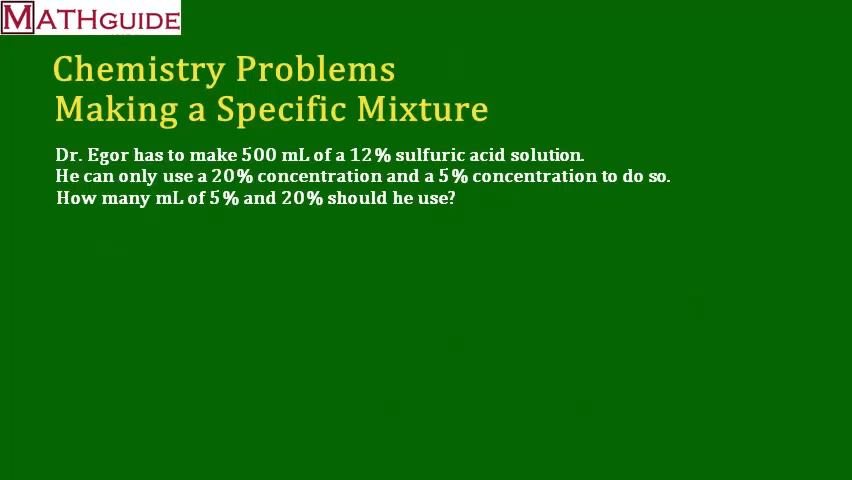 MATHGUIDE
Chemistry Problems
Making a Specific Mixture
Dr. Egor has to make 500 mL of a 12% sulfuric acid solution.
He can only use a 20% concentration and a 5% concentration to do so.
How many mL of 5% and 20% should he use?